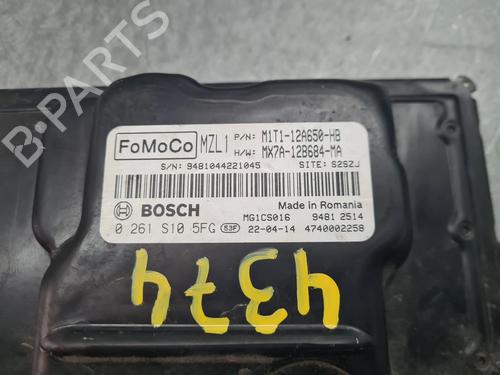 FoMoCo MZL1 P/N: M1T1-12A650-HB
H/W: MX7A-12B684-MA
S/N: 9481044221045 SITE: S2SZJ
BOSCH MG1CS016 Made in Romania
9481 2514
0 261 S10 5FG S3F 22-04-14 4740002258
4374
B-PARTS